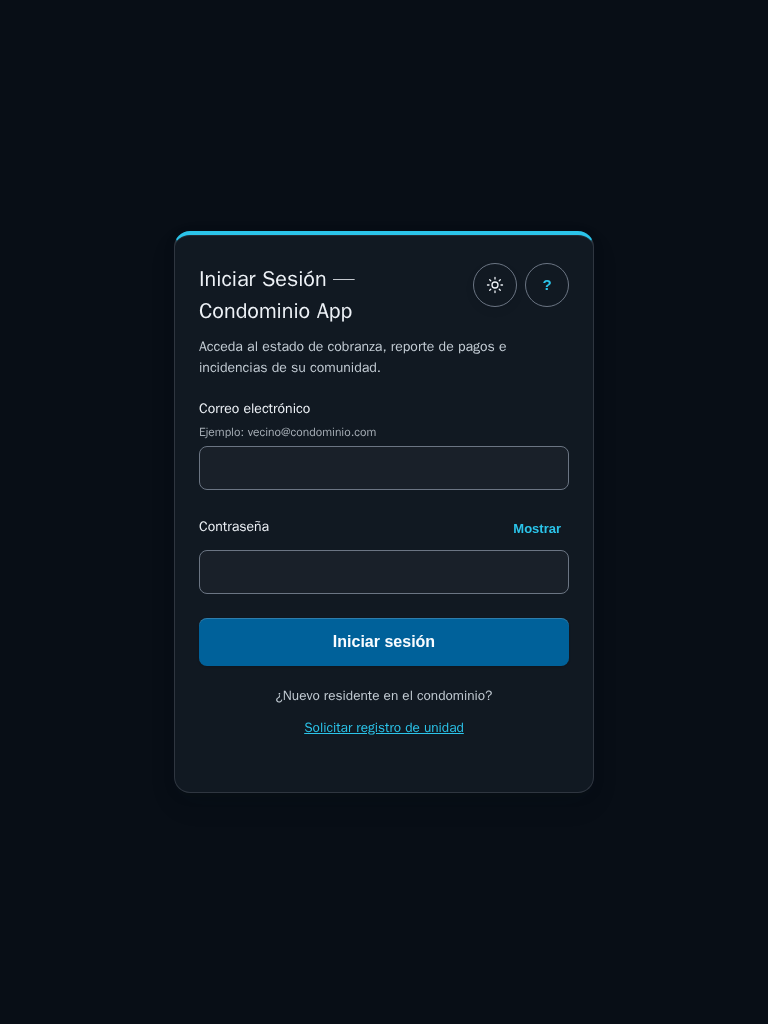 Iniciar Sesión —
Condominio App
?
Acceda al estado de cobranza, reporte de pagos e
incidencias de su comunidad.
Correo electrónico
Ejemplo: vecino@condominio.com
Contraseña
Mostrar
Iniciar sesión
¿Nuevo residente en el condominio?
Solicitar registro de unidad